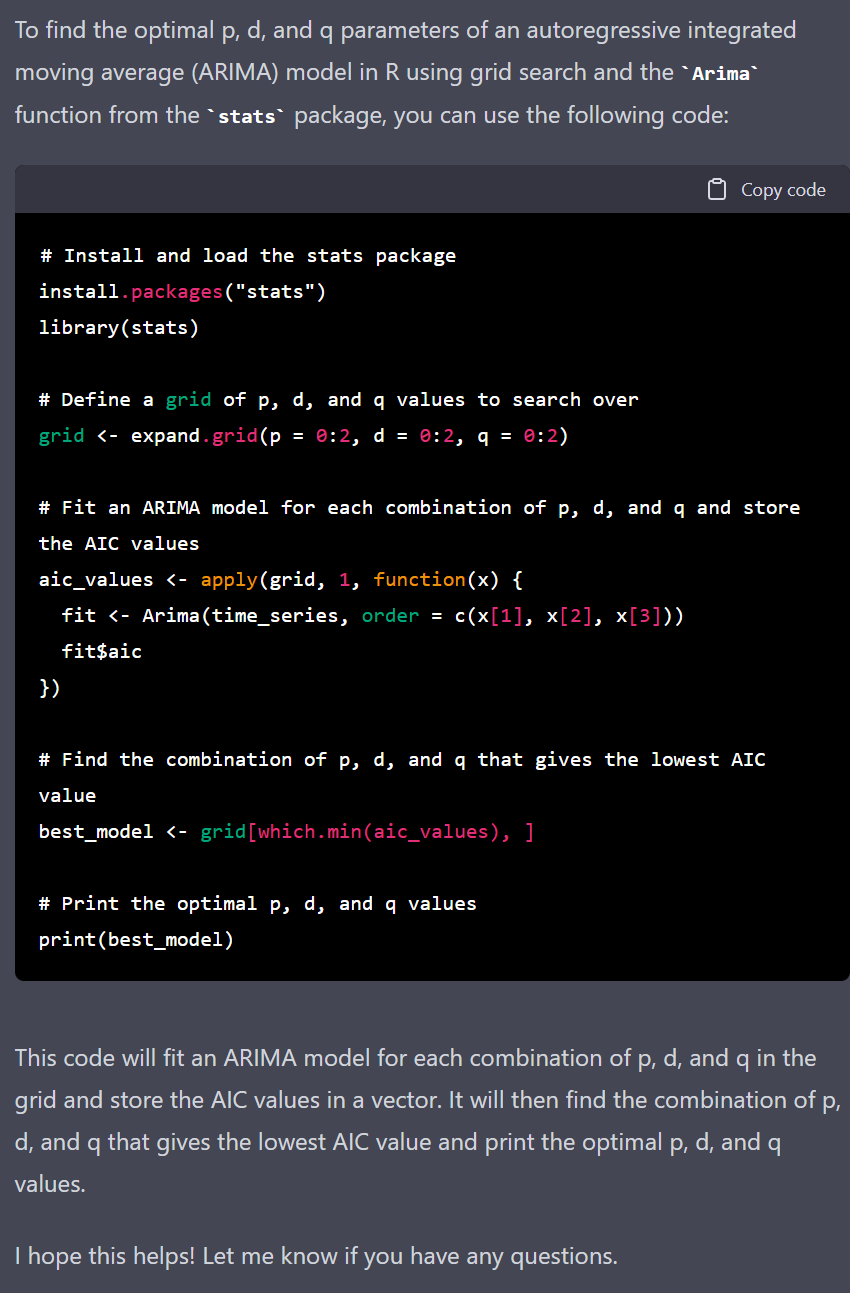 To find the optimal p, d, and q parameters of an autoregressive integrated
moving average (ARIMA) model in R using grid search and the `Arima`
function from the `stats` package, you can use the following code:
Copy code
# Install and load the stats package
install.packages("stats")
library(stats)
# Define a grid of p, d, and q values to search over
grid <- expand.grid(p = 0:2, d = 0:2, q = 0:2)
# Fit an ARIMA model for each combination of p, d, and q and store
the AIC values
aic_values <- apply(grid, 1, function(x) {
  fit <- Arima(time_series, order = c(x[1], x[2], x[3]))
  fit$aic
})
# Find the combination of p, d, and q that gives the lowest AIC
value
best_model <- grid[which.min(aic_values), ]
# Print the optimal p, d, and q values
print(best_model)
This code will fit an ARIMA model for each combination of p, d, and q in the
grid and store the AIC values in a vector. It will then find the combination of p,
d, and q that gives the lowest AIC value and print the optimal p, d, and q
values.
I hope this helps! Let me know if you have any questions.